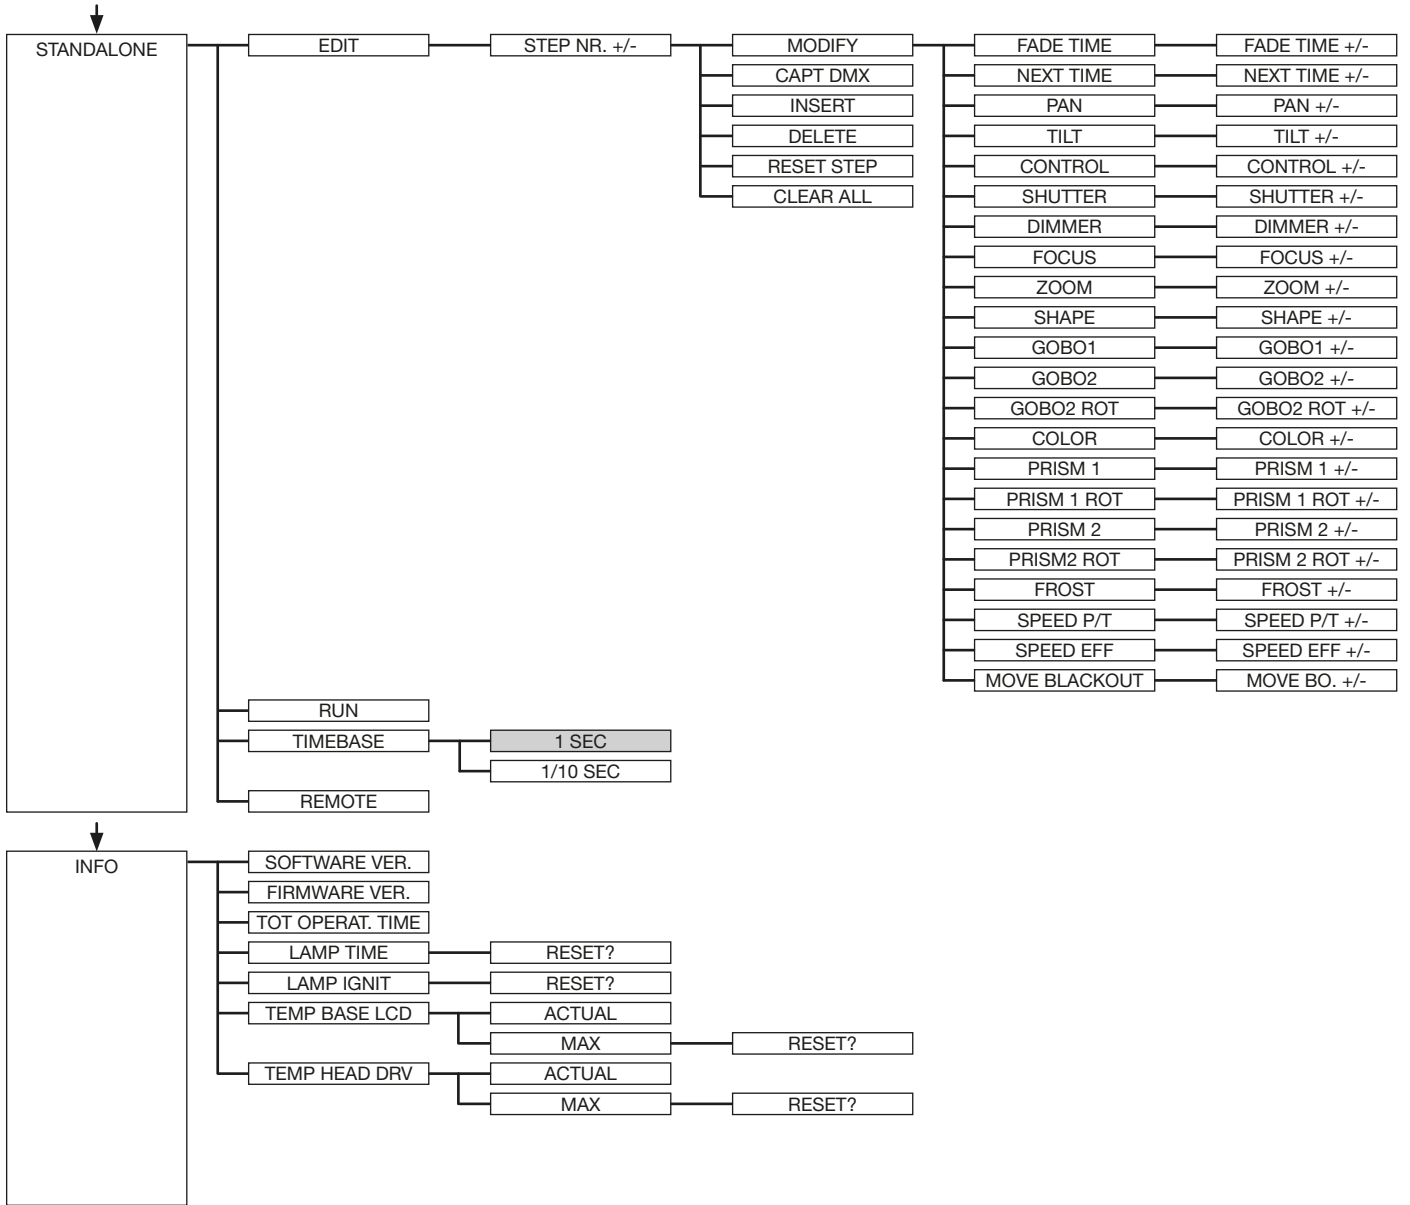 STANDALONE EDIT STEP NR. +/- MODIFY FADE TIME FADE TIME +/-
CAPT DMX NEXT TIME NEXT TIME +/-
INSERT PAN PAN +/-
DELETE TILT TILT +/-
RESET STEP CONTROL CONTROL +/-
CLEAR ALL SHUTTER SHUTTER +/-
DIMMER DIMMER +/-
FOCUS FOCUS +/-
ZOOM ZOOM +/-
SHAPE SHAPE +/-
GOBO1 GOBO1 +/-
GOBO2 GOBO2 +/-
GOBO2 ROT GOBO2 ROT +/-
COLOR COLOR +/-
PRISM 1 PRISM 1 +/-
PRISM 1 ROT PRISM 1 ROT +/-
PRISM 2 PRISM 2 +/-
PRISM2 ROT PRISM 2 ROT +/-
FROST FROST +/-
SPEED P/T SPEED P/T +/-
SPEED EFF SPEED EFF +/-
MOVE BLACKOUT MOVE BO. +/-
RUN
TIMEBASE 1 SEC
1/10 SEC
REMOTE
INFO SOFTWARE VER.
FIRMWARE VER.
TOT OPERAT. TIME
LAMP TIME RESET?
LAMP IGNIT RESET?
TEMP BASE LCD ACTUAL
MAX RESET?
TEMP HEAD DRV ACTUAL
MAX RESET?